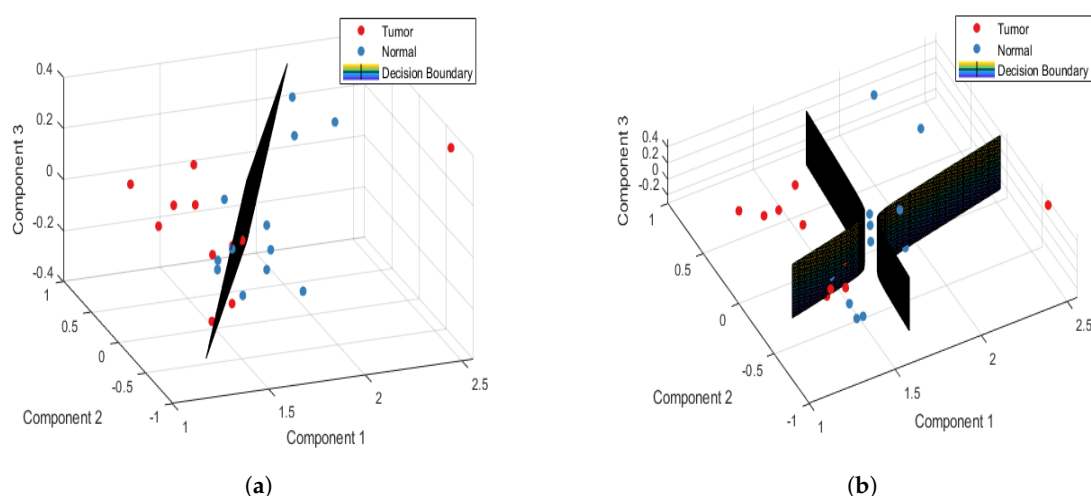 Tumor
Normal
Decision Boundary
0.4
0.2
0
-0.2
-0.4
Component 3
1
0.5
0
-0.5
-1
Component 2
1
1.5
2
2.5
Component 1
(a)
Tumor
Normal
Decision Boundary
0.4
0.2
0
-0.2
Component 3
1
0.5
0
-0.5
-1
Component 2
1
1.5
2
2.5
Component 1
(b)